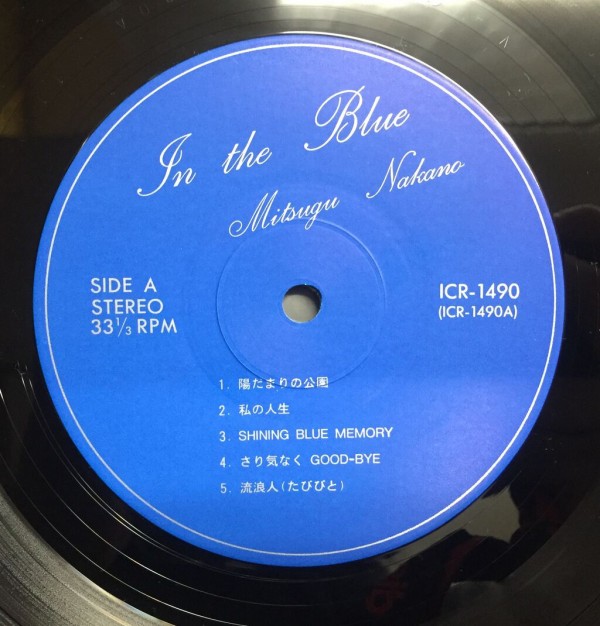 In the Blue
Mitsugu Nakano
SIDE A
STEREO
33⅓ RPM
ICR-1490
(ICR-1490A)
1. 陽だまりの公園
2. 私の人生
3. SHINING BLUE MEMORY
4. さり気なく GOOD-BYE
5. 流浪人(たびびと)